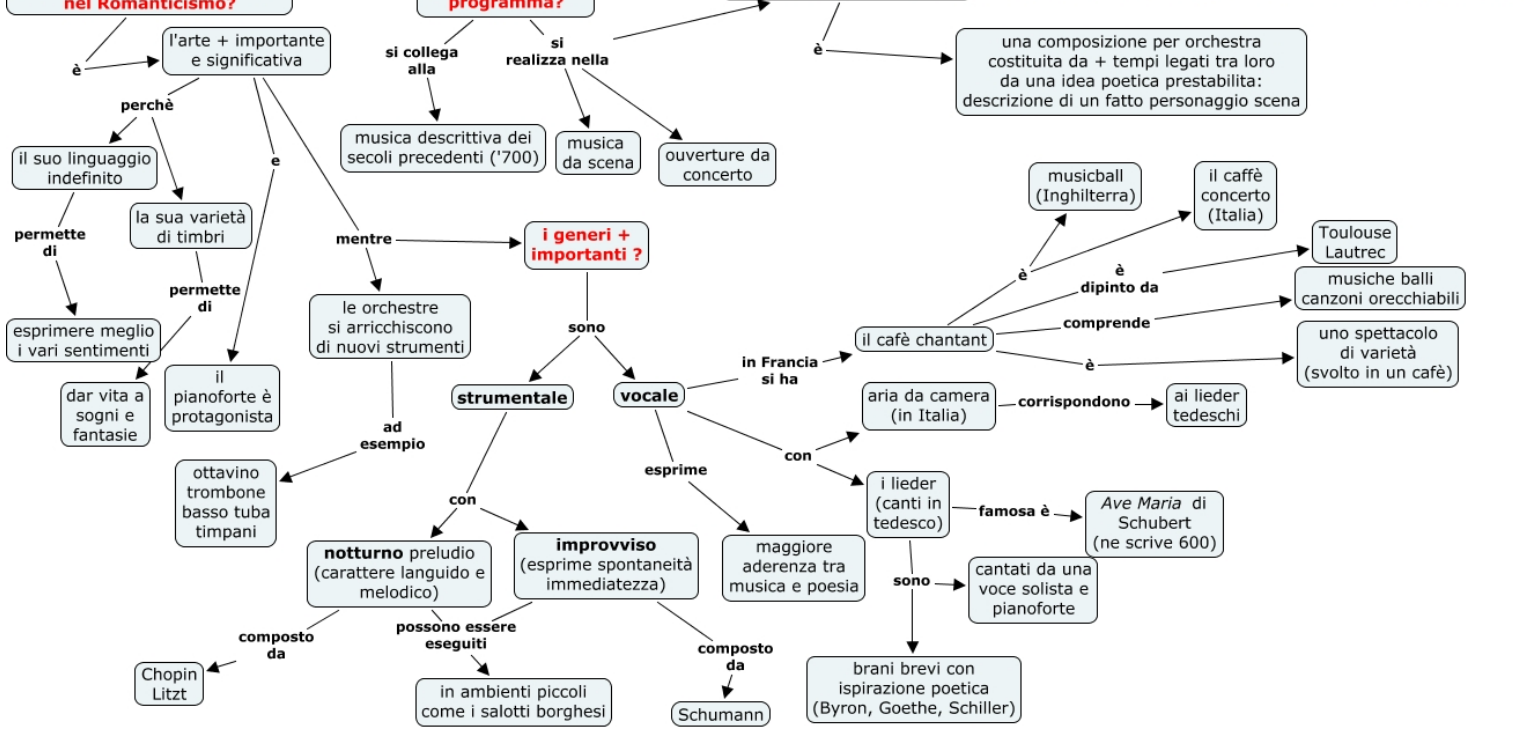 nel Romanticismo?
programma?
l'arte + importante
e significativa
è
si collega
alla
si
realizza nella
è
una composizione per orchestra
costituita da + tempi legati tra loro
da una idea poetica prestabilita:
descrizione di un fatto personaggio scena
perchè
musica descrittiva dei
secoli precedenti ('700)
musica
da scena
ouverture da
concerto
il suo linguaggio
indefinito
e
musicball
(Inghilterra)
il caffè
concerto
(Italia)
la sua varietà
di timbri
permette
di
mentre
i generi +
importanti ?
Toulouse
Lautrec
è
è
dipinto da
musiche balli
canzoni orecchiabili
permette
di
esprimere meglio
i vari sentimenti
le orchestre
si arricchiscono
di nuovi strumenti
sono
il cafè chantant
comprende
uno spettacolo
di varietà
(svolto in un cafè)
è
in Francia
si ha
il
pianoforte è
protagonista
dar vita a
sogni e
fantasie
strumentale
vocale
aria da camera
(in Italia)
corrispondono
ai lieder
tedeschi
ad
esempio
con
esprime
ottavino
trombone
basso tuba
timpani
con
i lieder
(canti in
tedesco)
famosa è
Ave Maria di
Schubert
(ne scrive 600)
notturno preludio
(carattere languido e
melodico)
improvviso
(esprime spontaneità
immediatezza)
maggiore
aderenza tra
musica e poesia
sono
cantati da una
voce solista e
pianoforte
composto
da
possono essere
eseguiti
composto
da
Chopin
Litzt
in ambienti piccoli
come i salotti borghesi
Schumann
brani brevi con
ispirazione poetica
(Byron, Goethe, Schiller)